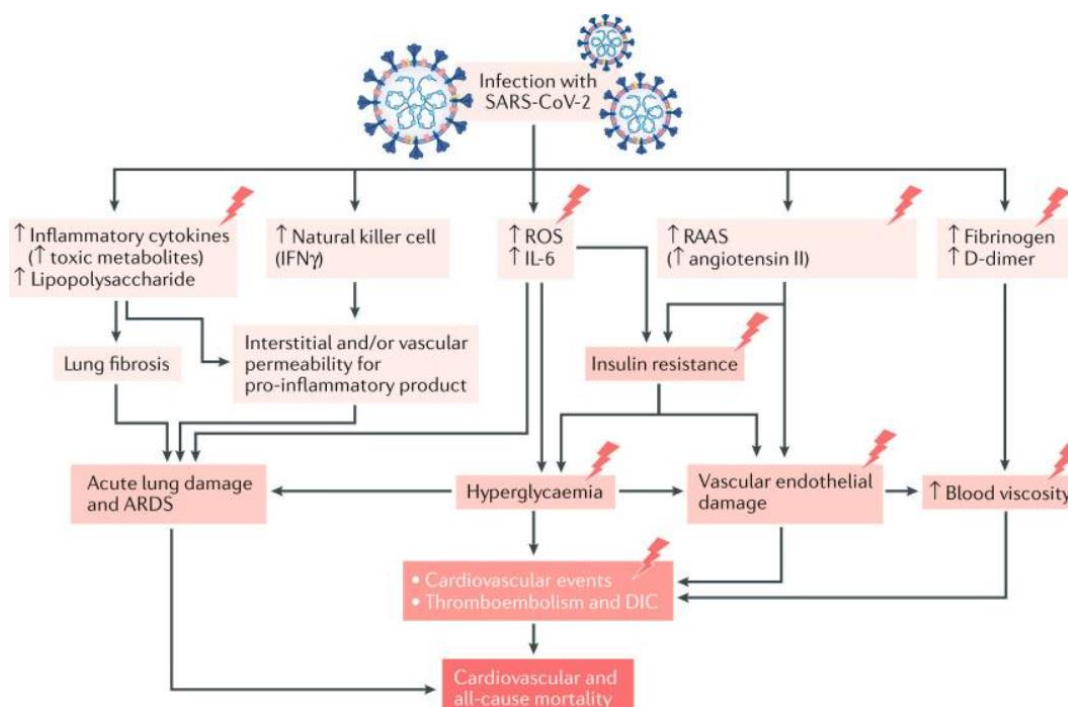 Infection with
SARS-CoV-2
↑ Inflammatory cytokines
(↑ toxic metabolites)
↑ Lipopolysaccharide
↑ Natural killer cell
(IFNγ)
↑ ROS
↑ IL-6
↑ RAAS
(↑ angiotensin II)
↑ Fibrinogen
↑ D-dimer
Lung fibrosis
Interstitial and/or vascular
permeability for
pro-inflammatory product
Insulin resistance
Acute lung damage
and ARDS
Hyperglycaemia
Vascular endothelial
damage
↑ Blood viscosity
• Cardiovascular events
• Thromboembolism and DIC
Cardiovascular and
all-cause mortality